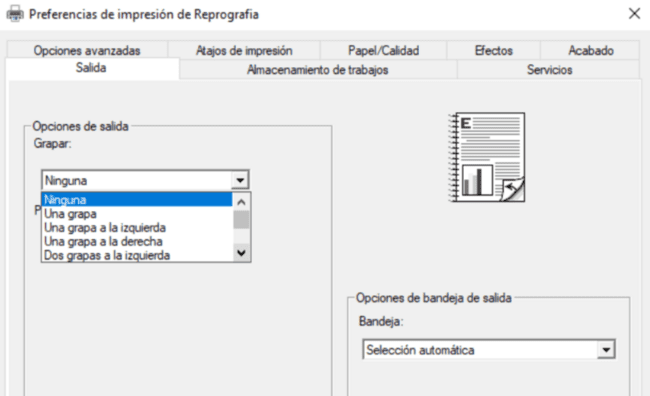 Preferencias de impresión de Reprografia
Opciones avanzadas Atajos de impresión Papel/Calidad Efectos Acabado
Salida Almacenamiento de trabajos Servicios
Opciones de salida
Grapar:
Ninguna
Ninguna
Una grapa
Una grapa a la izquierda
Una grapa a la derecha
Dos grapas a la izquierda
P
E
Opciones de bandeja de salida
Bandeja:
Selección automática